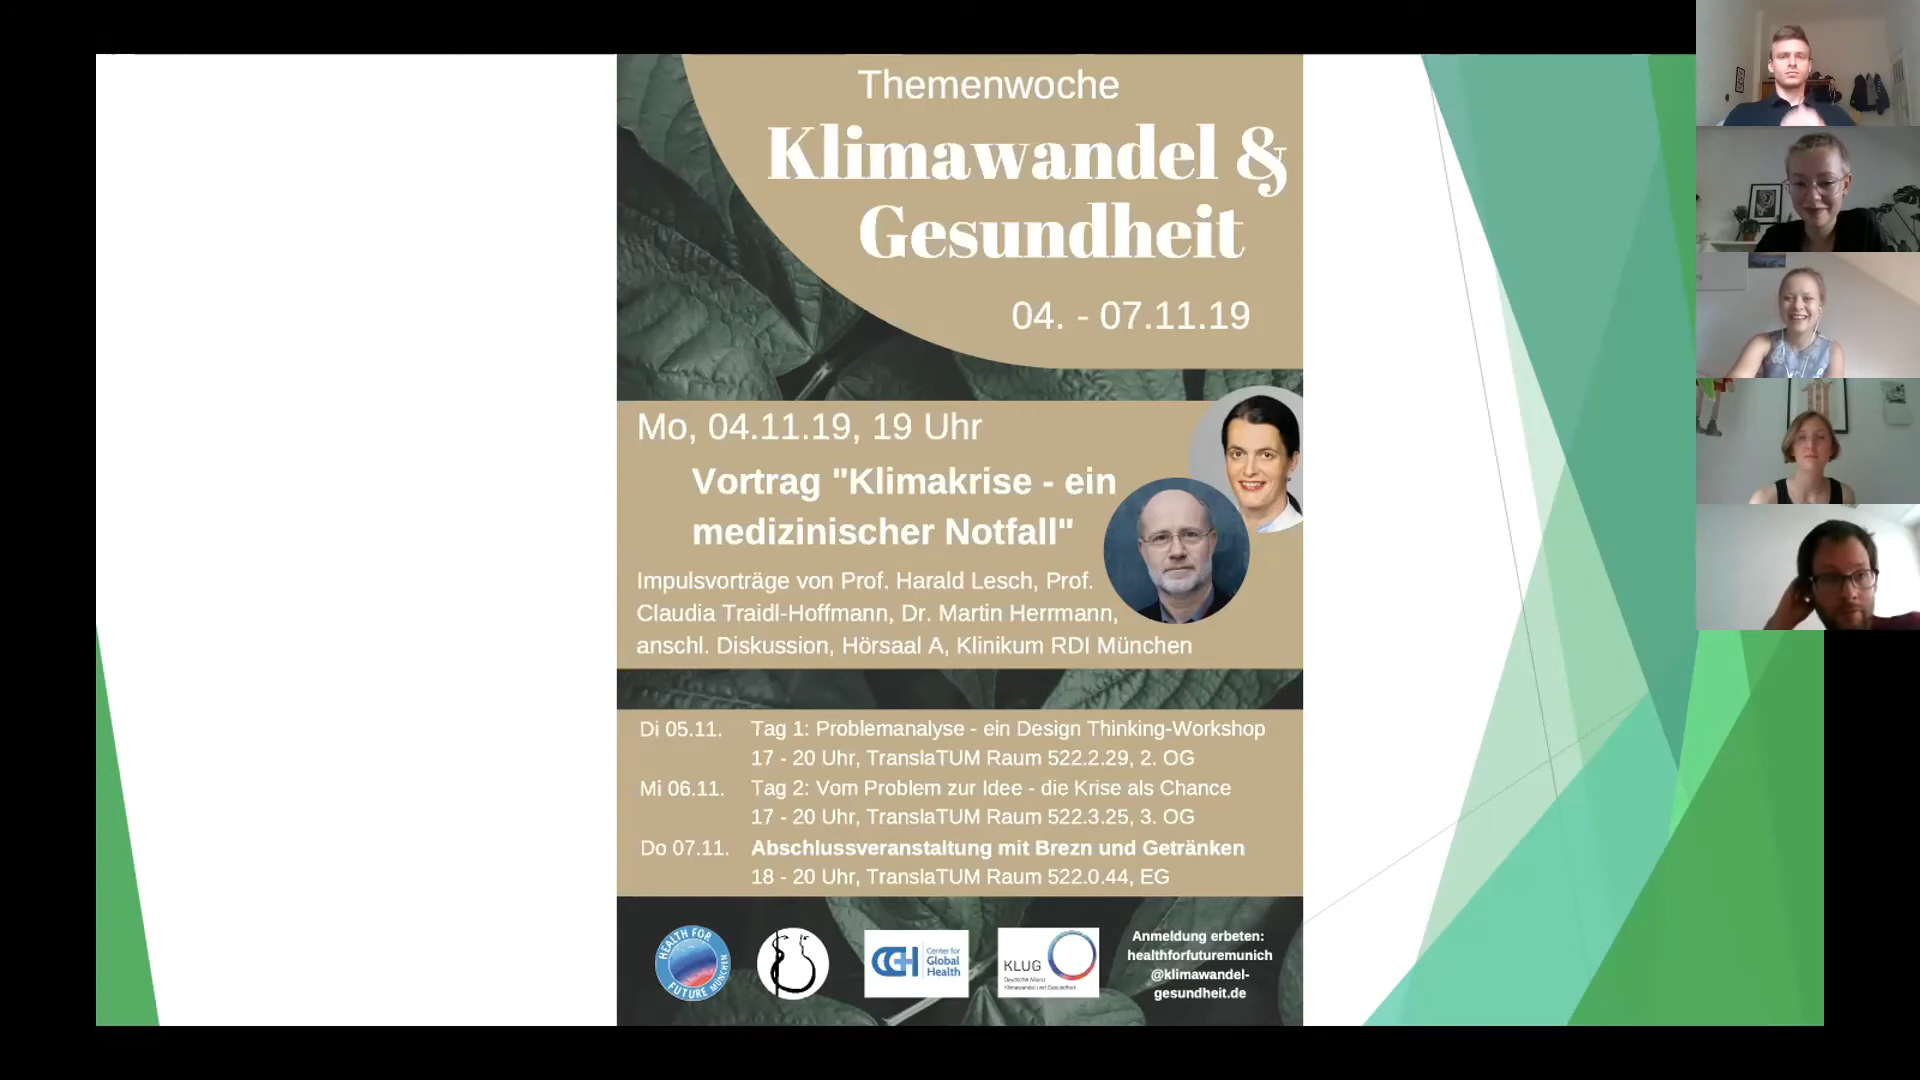 Themenwoche
Klimawandel &
Gesundheit
04. - 07.11.19
Mo, 04.11.19, 19 Uhr
Vortrag "Klimakrise - ein
medizinischer Notfall"
Impulsvorträge von Prof. Harald Lesch, Prof.
Claudia Traidl-Hoffmann, Dr. Martin Herrmann,
anschl. Diskussion, Hörsaal A, Klinikum RDI München
Di 05.11. Tag 1: Problemanalyse - ein Design Thinking-Workshop
17 - 20 Uhr, TranslaTUM Raum 522.2.29, 2. OG
Mi 06.11. Tag 2: Vom Problem zur Idee - die Krise als Chance
17 - 20 Uhr, TranslaTUM Raum 522.3.25, 3. OG
Do 07.11. Abschlussveranstaltung mit Brezn und Getränken
18 - 20 Uhr, TranslaTUM Raum 522.0.44, EG
HEALTH FOR
FUTURE MÜNCHEN
CGH
Center for
Global
Health
KLUG
Deutsche Allianz
Klimawandel und Gesundheit
Anmeldung erbeten:
healthforfuturemunich
@klimawandel-
gesundheit.de